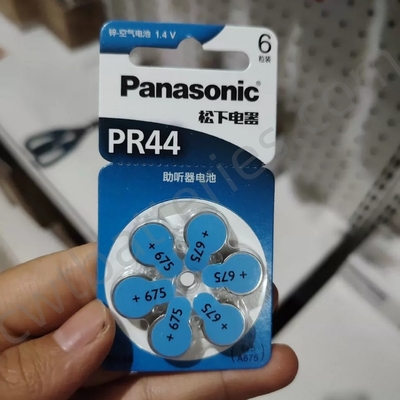 锌-空气电池 1.4 V
6
粒装
Panasonic
松下电器
PR44
助听器电池
+ 675
675 +
+ 675
675 +
+ 675
675 +
A675